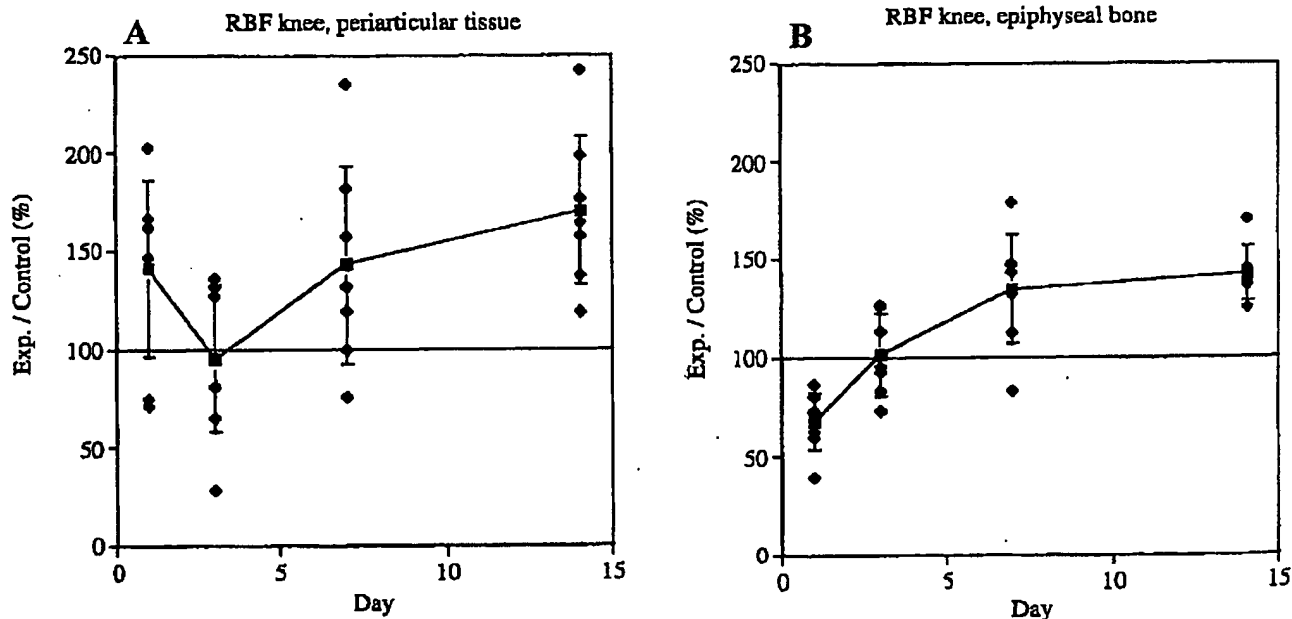 A
RBF knee, periarticular tissue
250
200
150
100
50
0
0
5
10
15
Exp. / Control (%)
Day
B
RBF knee, epiphyseal bone
250
200
150
100
50
0
0
5
10
15
Exp. / Control (%)
Day